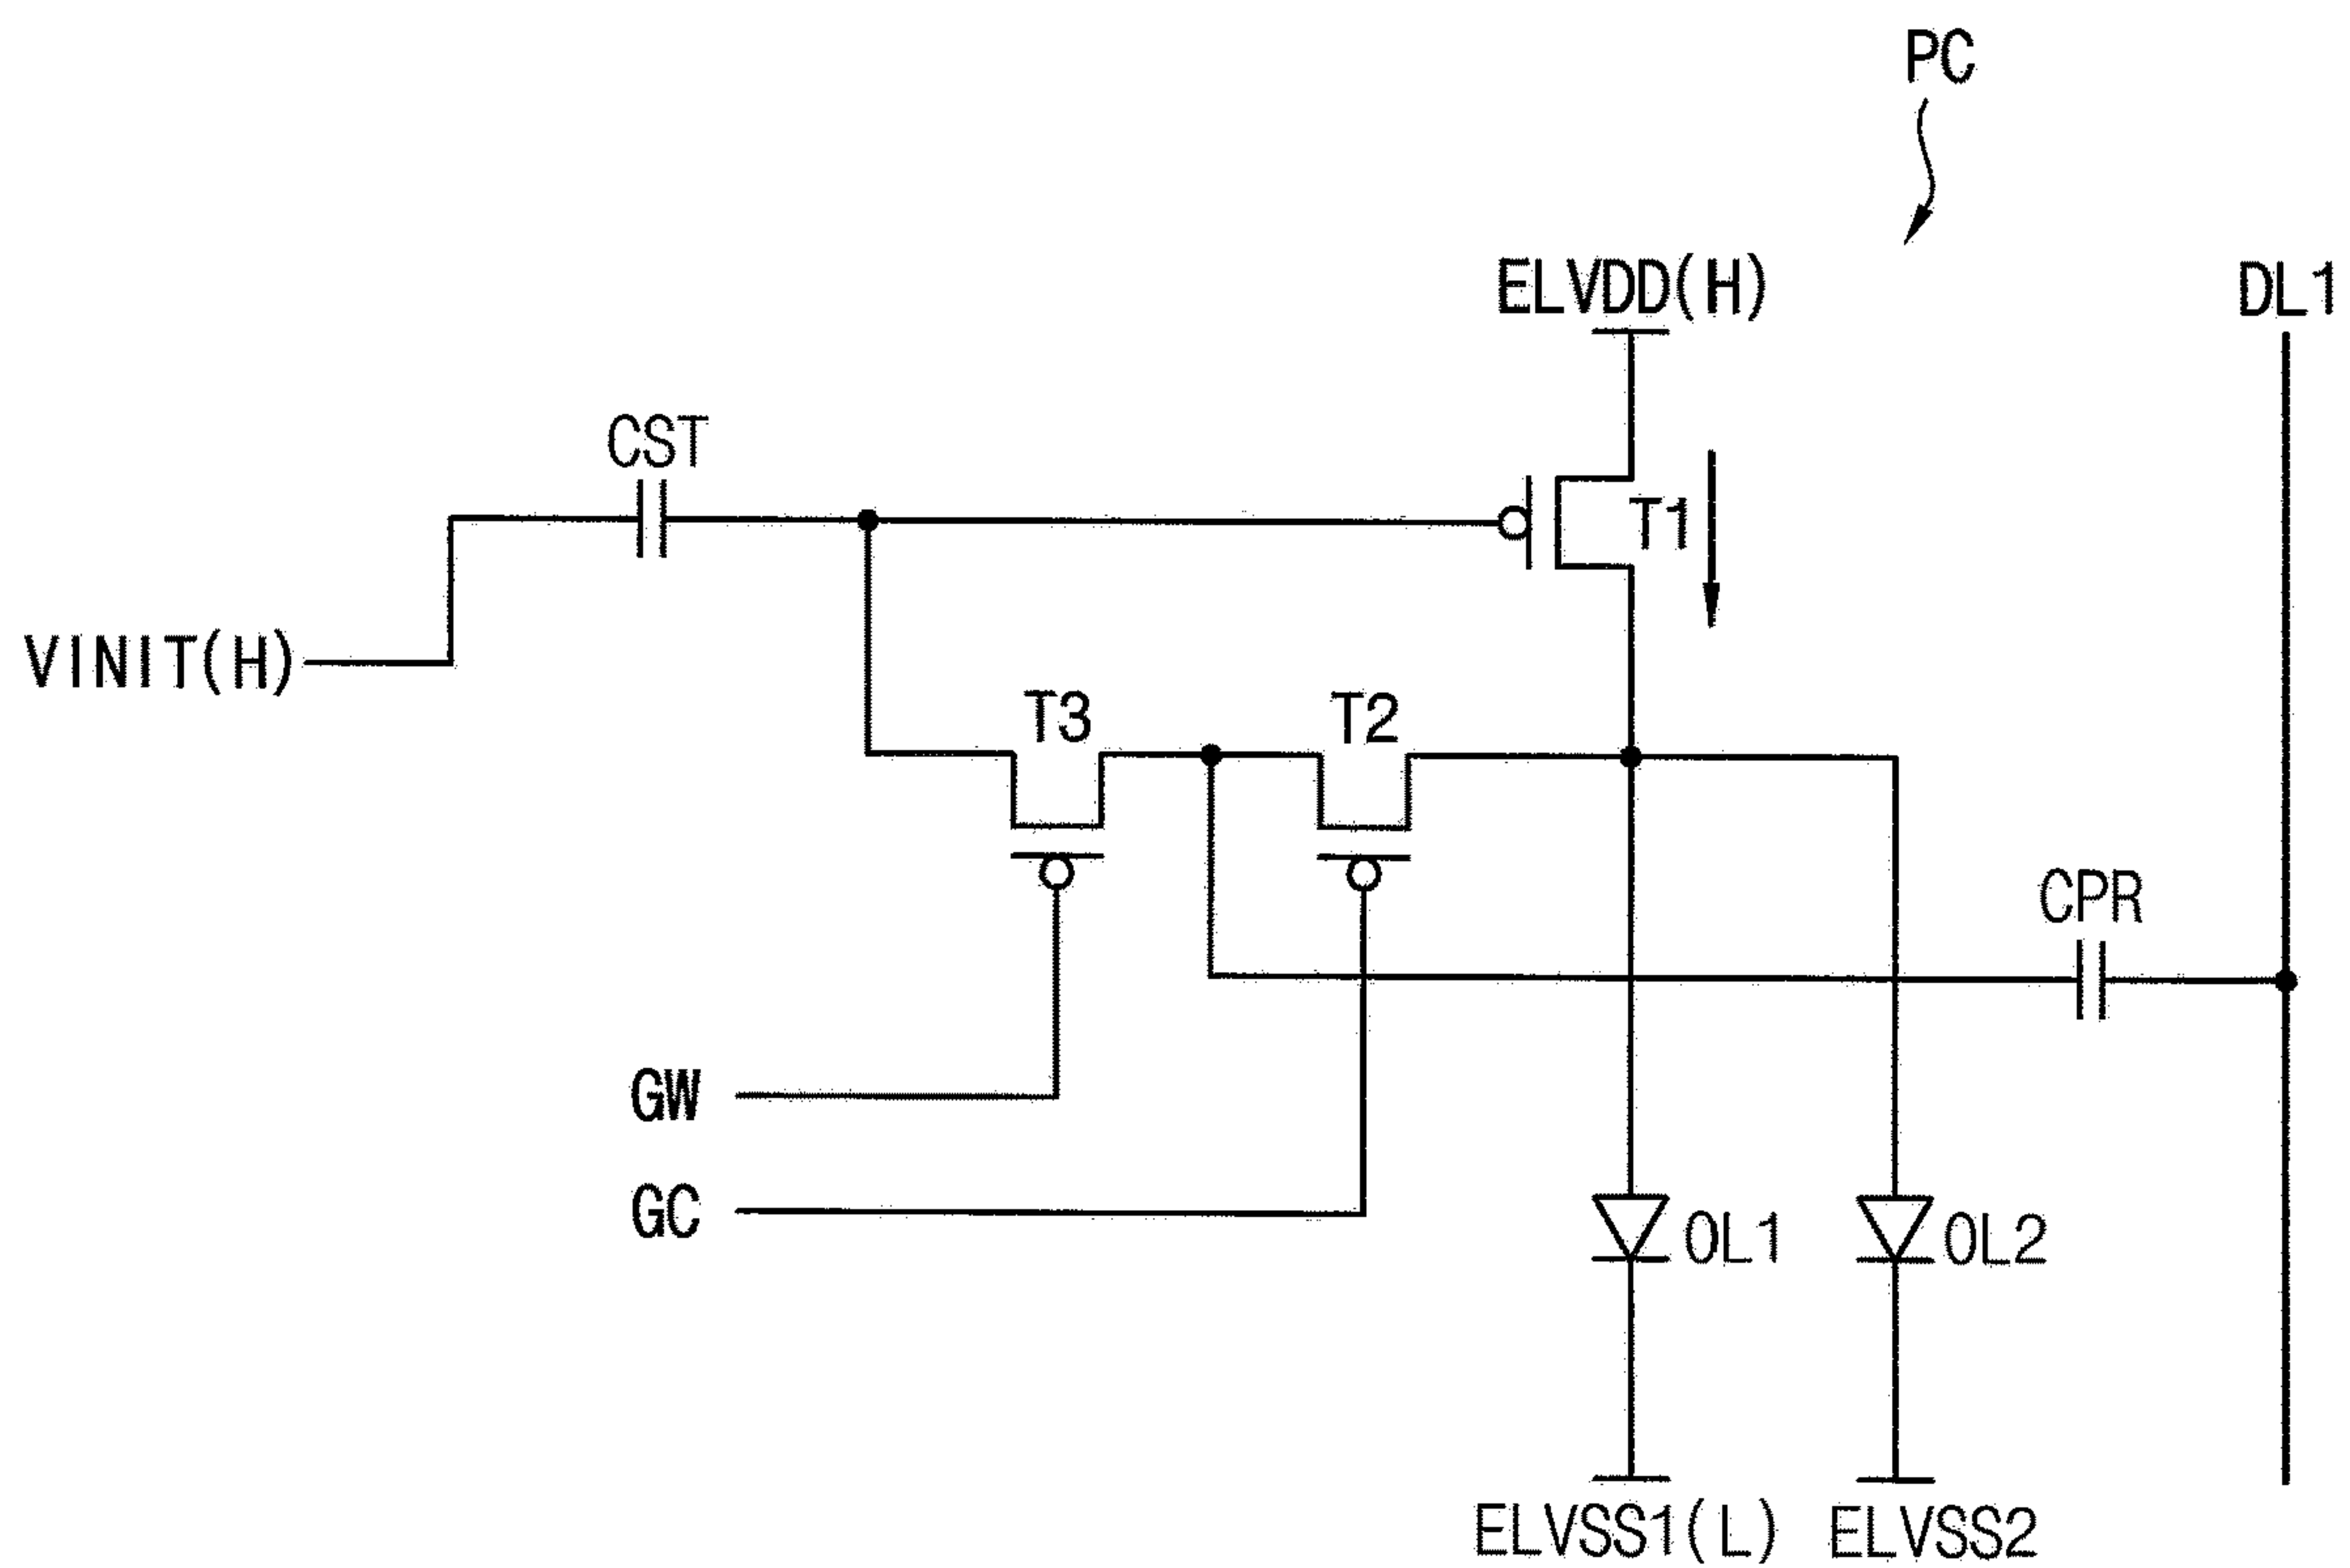 PC
ELVDD(H)
DL1
CST
T1
VINIT(H)
T3
T2
CPR
GW
GC
OL1
OL2
ELVSS1(L)
ELVSS2